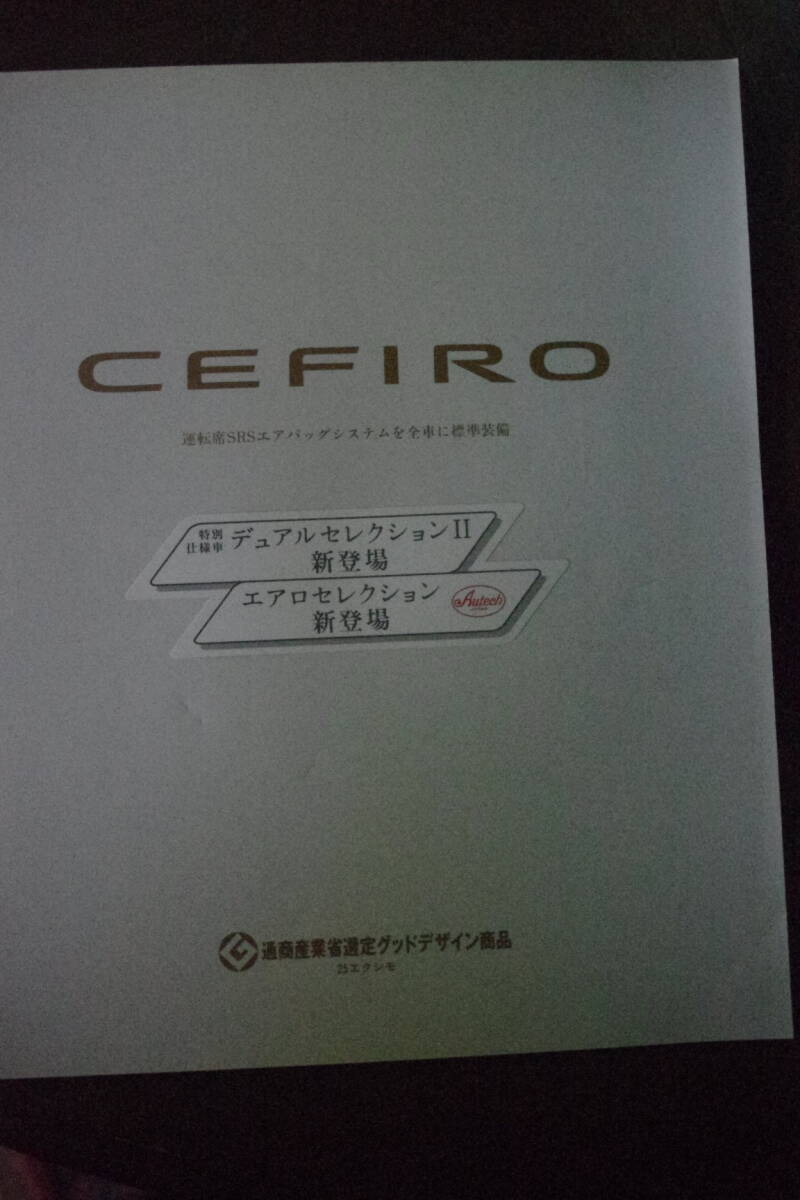 CEFIRO
運転席SRSエアバッグシステムを全車に標準装備
特別
仕様車
デュアルセレクションII
新登場
エアロセレクション
新登場
Autech
通商産業省選定グッドデザイン商品
25エクシモ